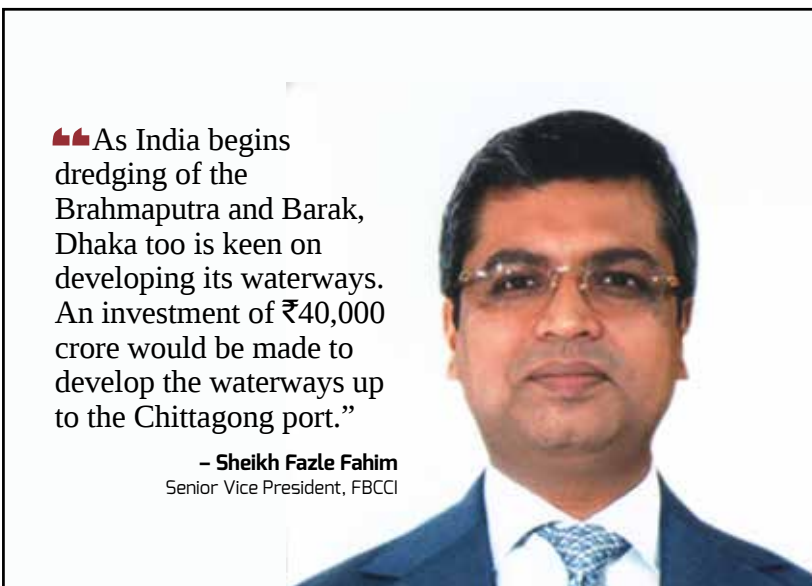 ❝As India begins
dredging of the
Brahmaputra and Barak,
Dhaka too is keen on
developing its waterways.
An investment of ₹40,000
crore would be made to
develop the waterways up
to the Chittagong port.”
– Sheikh Fazle Fahim
Senior Vice President, FBCCI